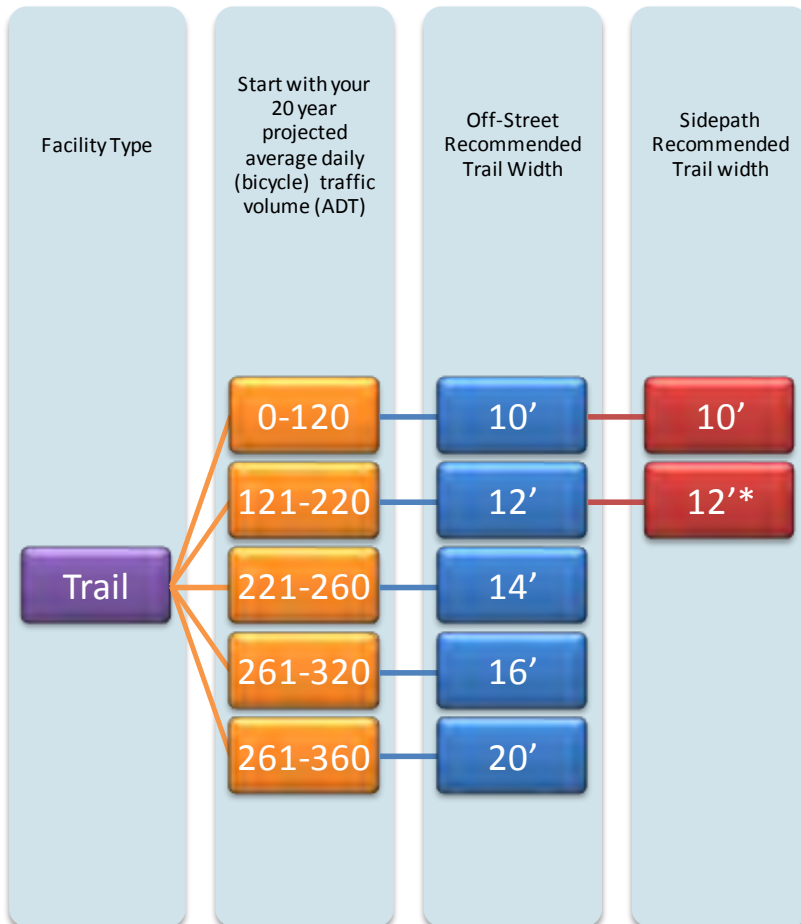 Facility Type
Start with your
20 year
projected
average daily
(bicycle) traffic
volume (ADT)
Off-Street
Recommended
Trail Width
Sidepath
Recommended
Trail width
Trail
0-120
10’
10’
121-220
12’
12’*
221-260
14’
261-320
16’
261-360
20’